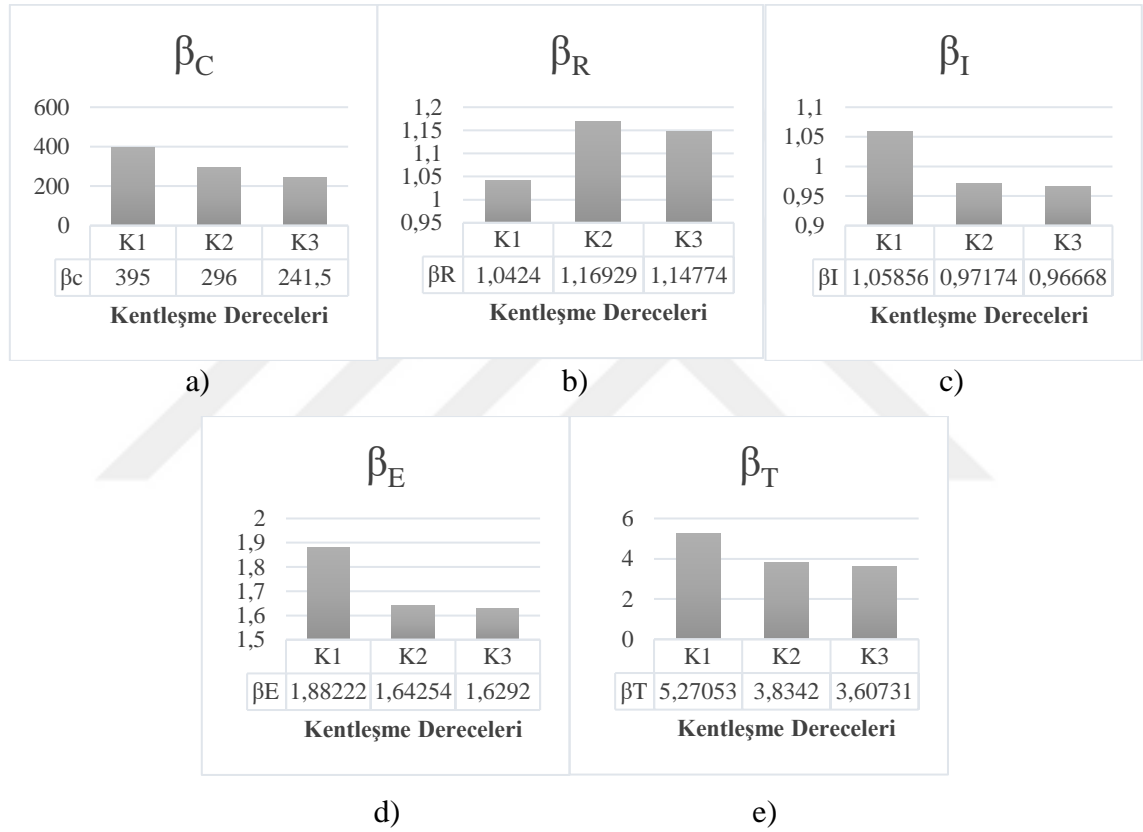 β_C
600
400
200
0
K1 K2 K3
βc 395 296 241,5
Kentleşme Dereceleri
a)
β_R
1,2
1,15
1,1
1,05
1
0,95
K1 K2 K3
βR 1,0424 1,16929 1,14774
Kentleşme Dereceleri
b)
β_I
1,1
1,05
1
0,95
0,9
K1 K2 K3
βI 1,05856 0,97174 0,96668
Kentleşme Dereceleri
c)
β_E
2
1,9
1,8
1,7
1,6
1,5
K1 K2 K3
βE 1,88222 1,64254 1,6292
Kentleşme Dereceleri
d)
β_T
6
4
2
0
K1 K2 K3
βT 5,27053 3,8342 3,60731
Kentleşme Dereceleri
e)